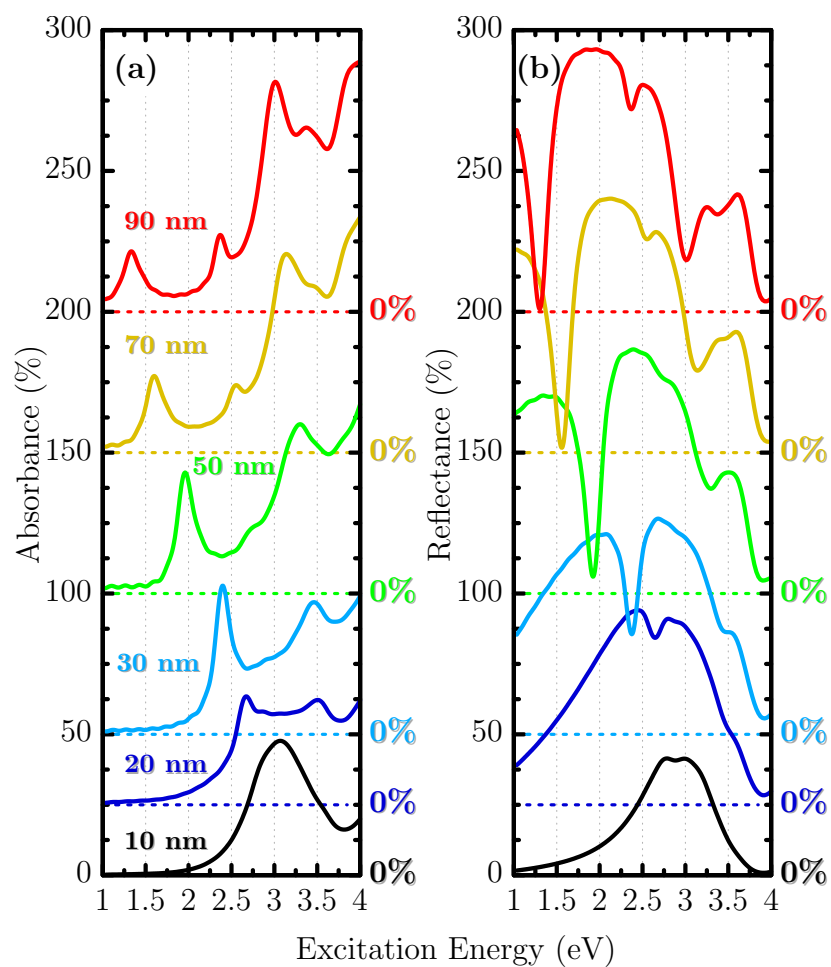 300
250
200
150
100
50
0
Absorbance (%)
(a)
90 nm
70 nm
50 nm
30 nm
20 nm
10 nm
0%
0%
0%
0%
0%
0%
1 1.5 2 2.5 3 3.5 4
300
250
200
150
100
50
0
Reflectance (%)
(b)
0%
0%
0%
0%
0%
0%
1 1.5 2 2.5 3 3.5 4
Excitation Energy (eV)